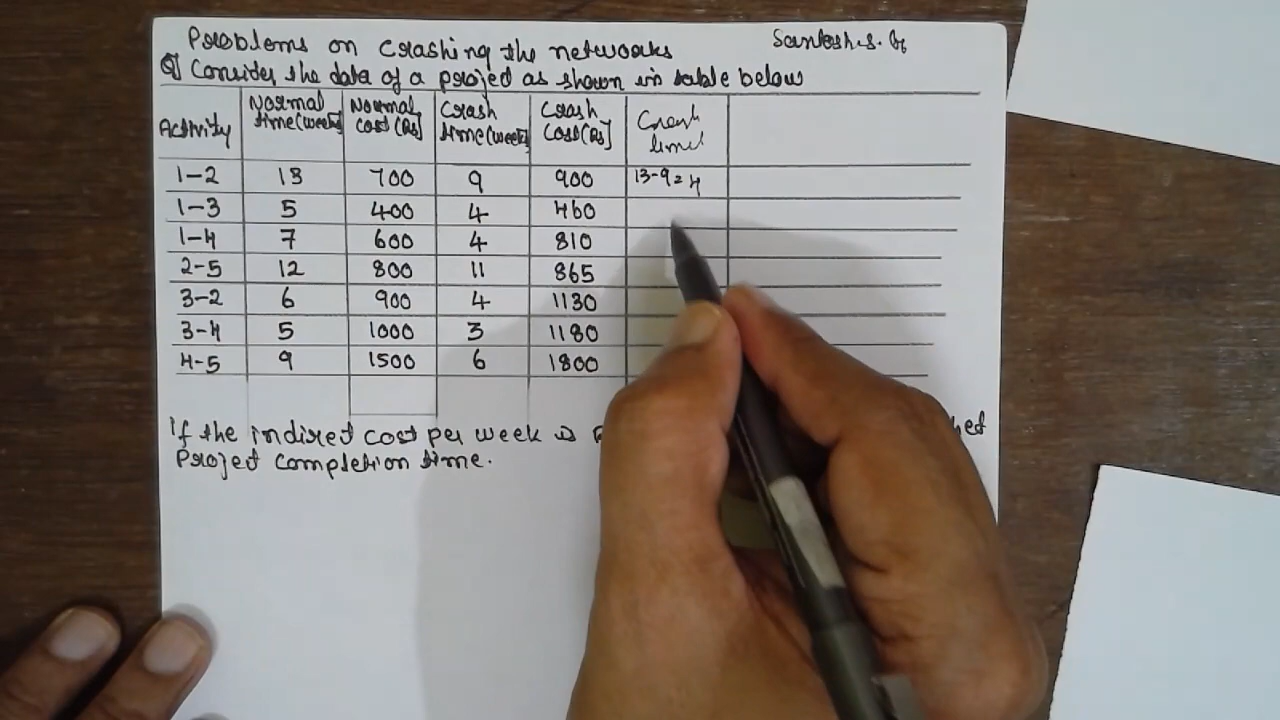 Problems on Crashing the networks
Santosh.s. G
Q) Consider the data of a project as shown in table below
Activity Normal time(weeks) Normal cost(Rs) Crash time(weeks) Crash Cost(Rs) Crash limit
1-2 13 700 9 900 13-9=4
1-3 5 400 4 460
1-4 7 600 4 810
2-5 12 800 11 865
3-2 6 900 4 1130
3-4 5 1000 3 1180
4-5 9 1500 6 1800
If the indirect cost per week is
Project completion time.